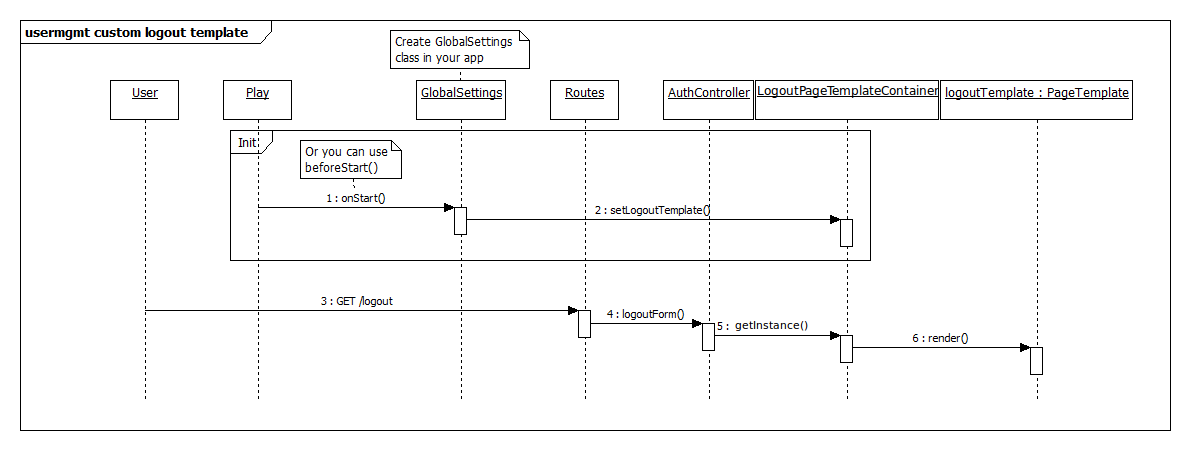 usermgmt custom logout template
Create GlobalSettings
class in your app
User
Play
GlobalSettings
Routes
AuthController
LogoutPageTemplateContainer
logoutTemplate : PageTemplate
Init
Or you can use
beforeStart()
1 : onStart()
2 : setLogoutTemplate()
3 : GET /logout
4 : logoutForm()
5 : getInstance()
6 : render()